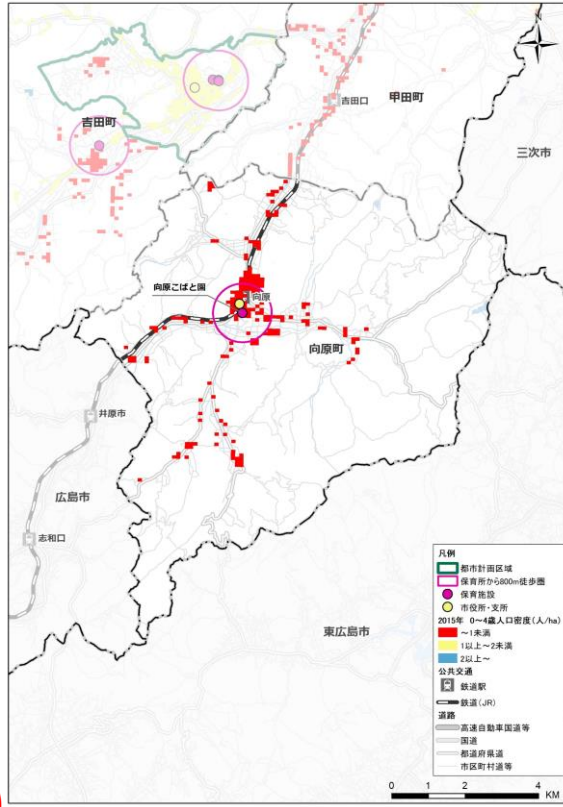 甲田町
吉田口
吉田町
三次市
向原こばと園
向原
向原町
井原市
広島市
志和口
東広島市
凡例
都市計画区域
保育所から800m徒歩圏
保育施設
市役所・支所
2015年 0~4歳人口密度(人/ha)
~1未満
1以上~2未満
2以上~
公共交通
鉄道駅
鉄道(JR)
道路
高速自動車国道等
国道
都道府県道
市区町村道等
0 1 2 3 4
KM